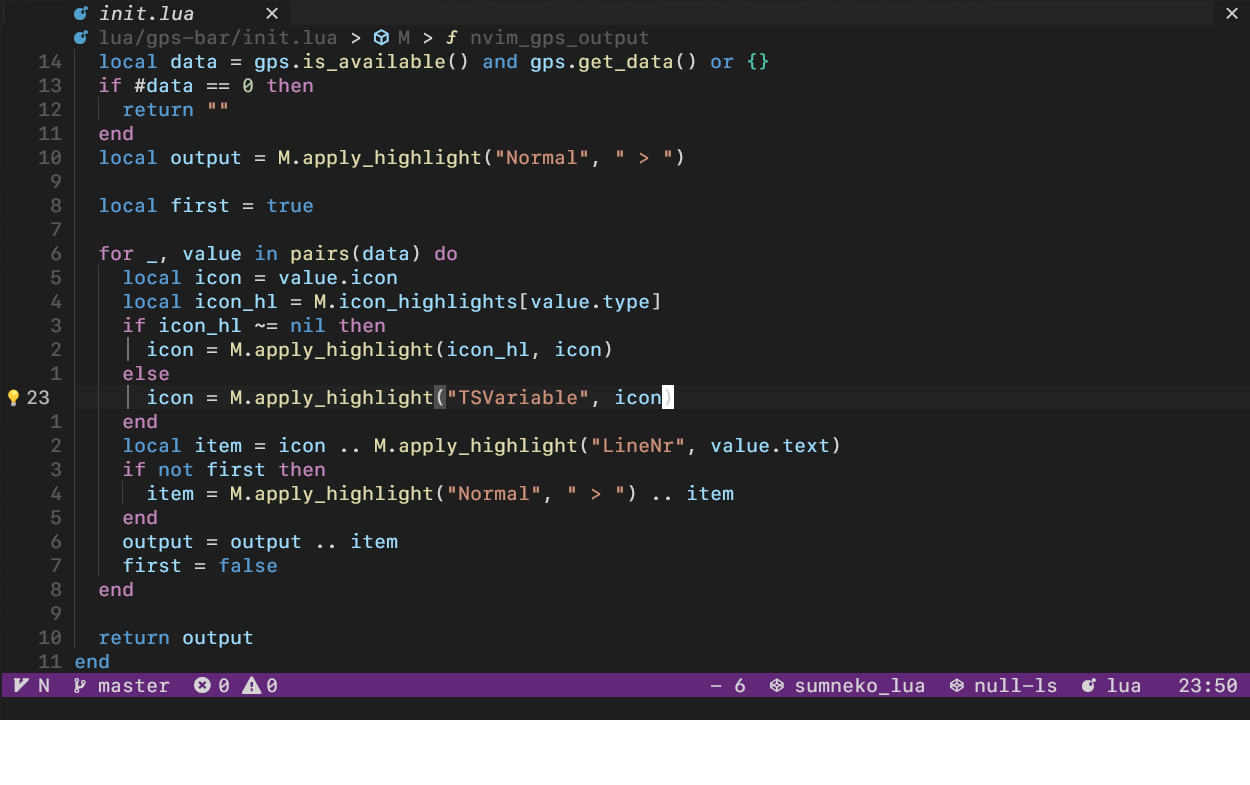 init.lua
lua/gps-bar/init.lua > M > f nvim_gps_output
14 local data = gps.is_available() and gps.get_data() or {}
13 if #data == 0 then
12 return ""
11 end
10 local output = M.apply_highlight("Normal", " > ")
9
8 local first = true
7
6 for _, value in pairs(data) do
5 local icon = value.icon
4 local icon_hl = M.icon_highlights[value.type]
3 if icon_hl ~= nil then
2 icon = M.apply_highlight(icon_hl, icon)
1 else
23 icon = M.apply_highlight("TSVariable", icon)
1 end
2 local item = icon .. M.apply_highlight("LineNr", value.text)
3 if not first then
4 item = M.apply_highlight("Normal", " > ") .. item
5 end
6 output = output .. item
7 first = false
8 end
9
10 return output
11 end
N master 0 0 – 6 sumneko_lua null-ls lua 23:50